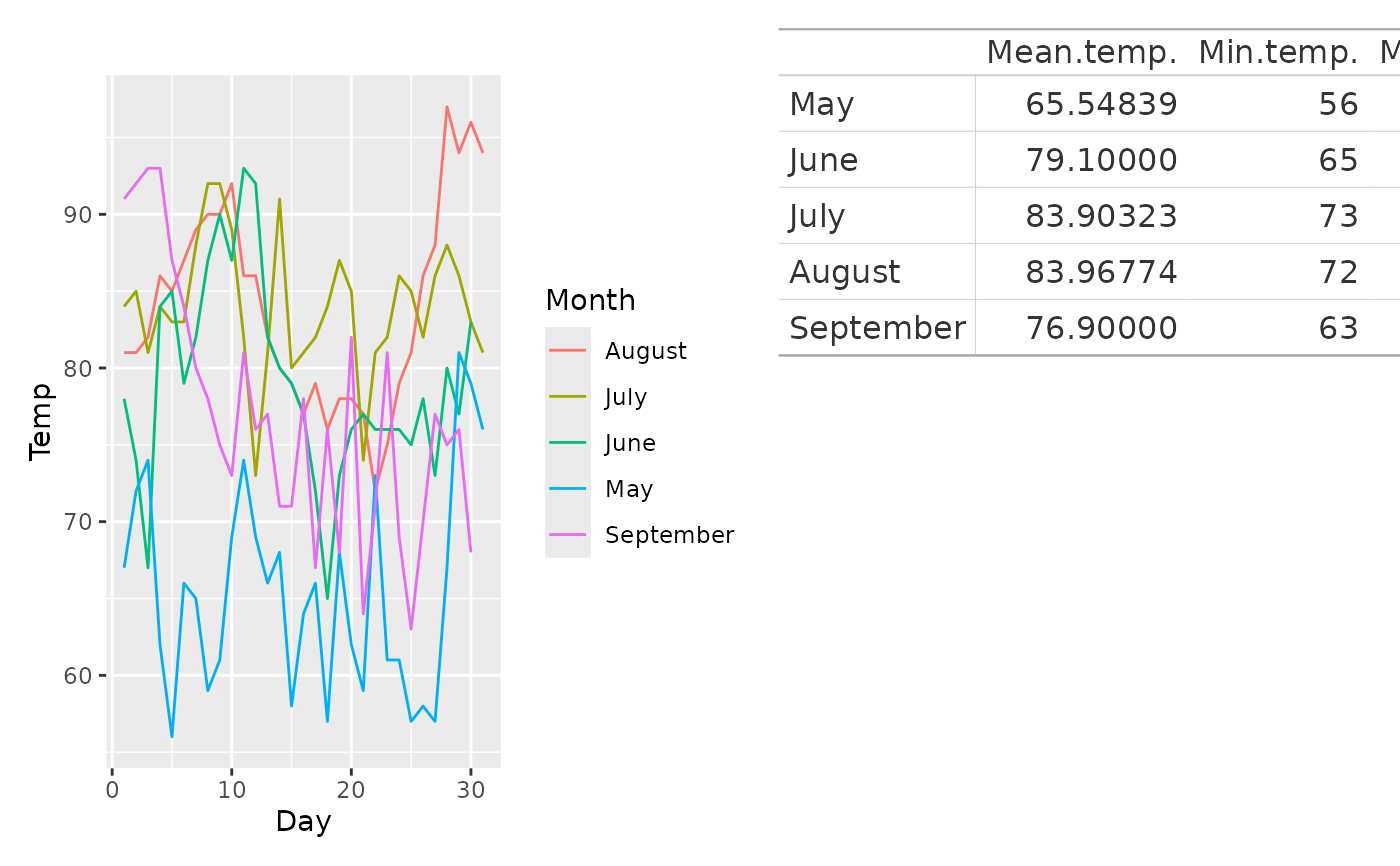 90
80
70
60
Temp
0 10 20 30
Day
Month
August
July
June
May
September
Mean.temp. Min.temp. M
May 65.54839 56
June 79.10000 65
July 83.90323 73
August 83.96774 72
September 76.90000 63